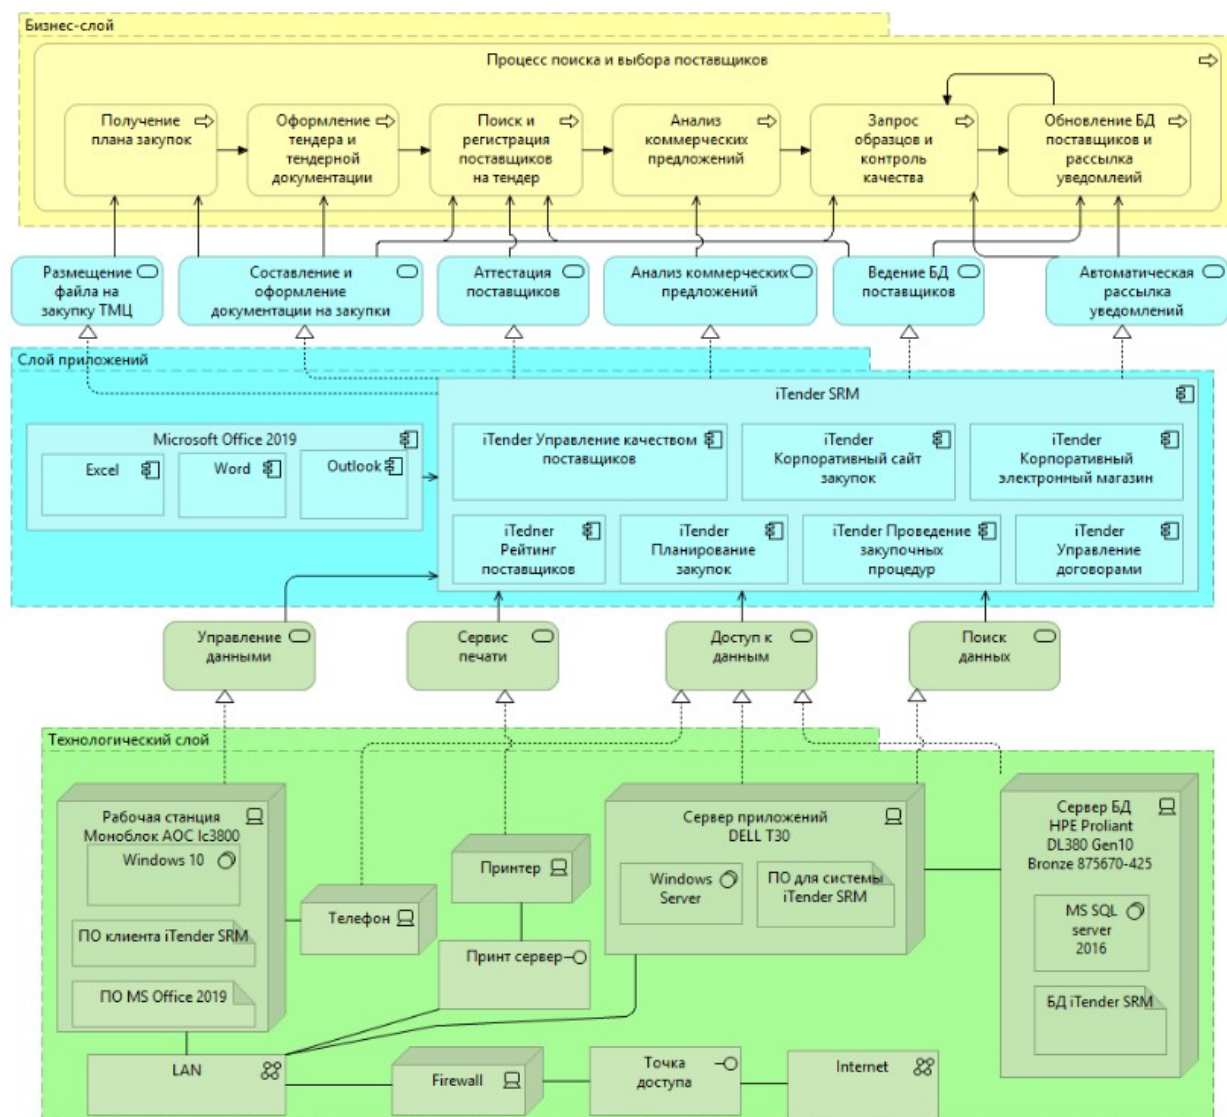 Бизнес-слой
Процесс поиска и выбора поставщиков
Получение
плана закупок
Оформление
тендера и
тендерной
документации
Поиск и
регистрация
поставщиков
на тендер
Анализ
коммерческих
предложений
Запрос
образцов и
контроль
качества
Обновление БД
поставщиков и
рассылка
уведомлеий
Размещение
файла на
закупку ТМЦ
Составление и
оформление
документации на закупки
Аттестация
поставщиков
Анализ коммерческих
предложений
Ведение БД
поставщиков
Автоматическая
рассылка
уведомлений
Слой приложений
iTender SRM
Microsoft Office 2019
Excel
Word
Outlook
iTender Управление качеством
поставщиков
iTender
Корпоративный сайт
закупок
iTender
Корпоративный
электронный магазин
iTedner
Рейтинг
поставщиков
iTender
Планирование
закупок
iTender Проведение
закупочных
процедур
iTender
Управление
договорами
Управление
данными
Сервис
печати
Доступ к
данным
Поиск
данных
Технологический слой
Рабочая станция
Моноблок AOC Ic3800
Windows 10
ПО клиента iTender SRM
ПО MS Office 2019
Телефон
Принтер
Принт сервер
Сервер приложений
DELL T30
Windows
Server
ПО для системы
iTender SRM
Сервер БД
HPE Proliant
DL380 Gen10
Bronze 875670-425
MS SQL
server
2016
БД iTender SRM
LAN
Firewall
Точка
доступа
Internet